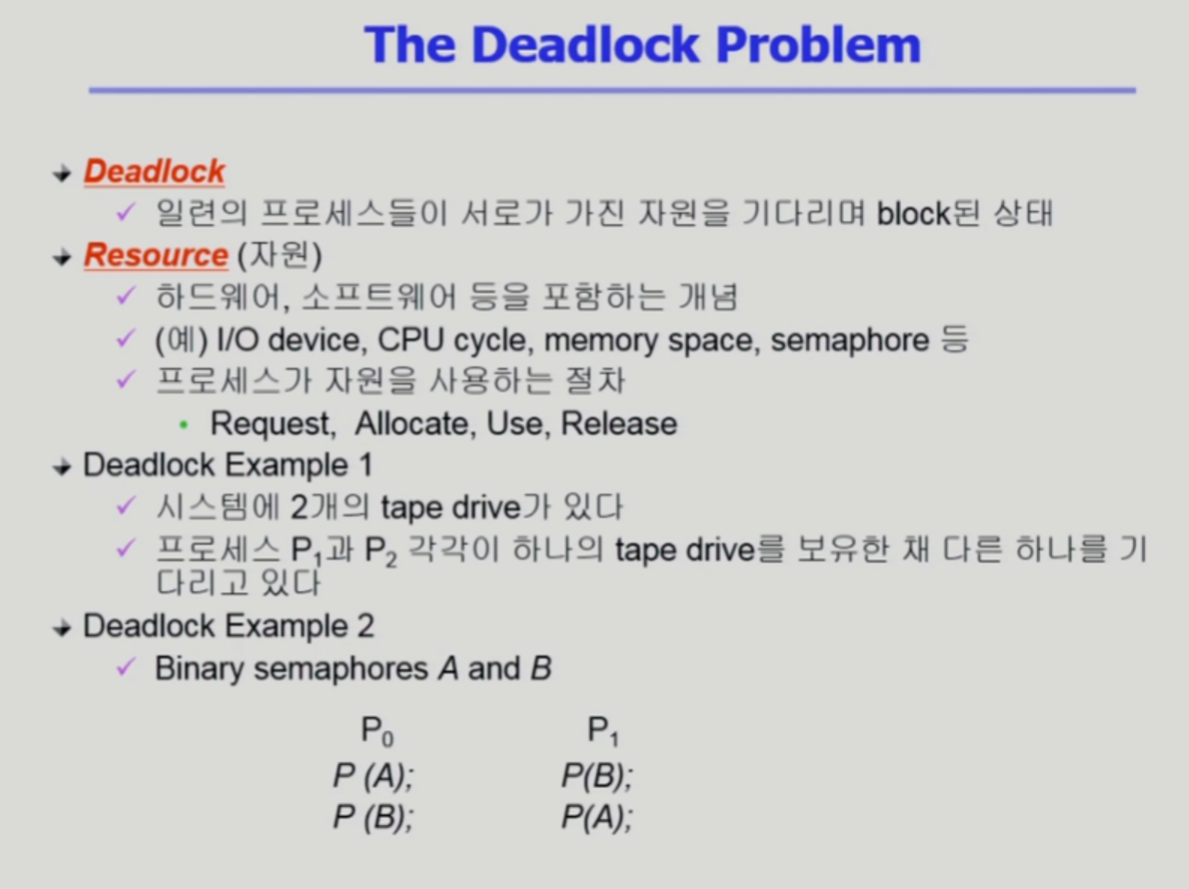 The Deadlock Problem
Deadlock
일련의 프로세스들이 서로가 가진 자원을 기다리며 block된 상태
Resource (자원)
하드웨어, 소프트웨어 등을 포함하는 개념
(예) I/O device, CPU cycle, memory space, semaphore 등
프로세스가 자원을 사용하는 절차
Request, Allocate, Use, Release
Deadlock Example 1
시스템에 2개의 tape drive가 있다
프로세스 P₁과 P₂ 각각이 하나의 tape drive를 보유한 채 다른 하나를 기
다리고 있다
Deadlock Example 2
Binary semaphores A and B
P₀ P₁
P (A); P(B);
P (B); P(A);